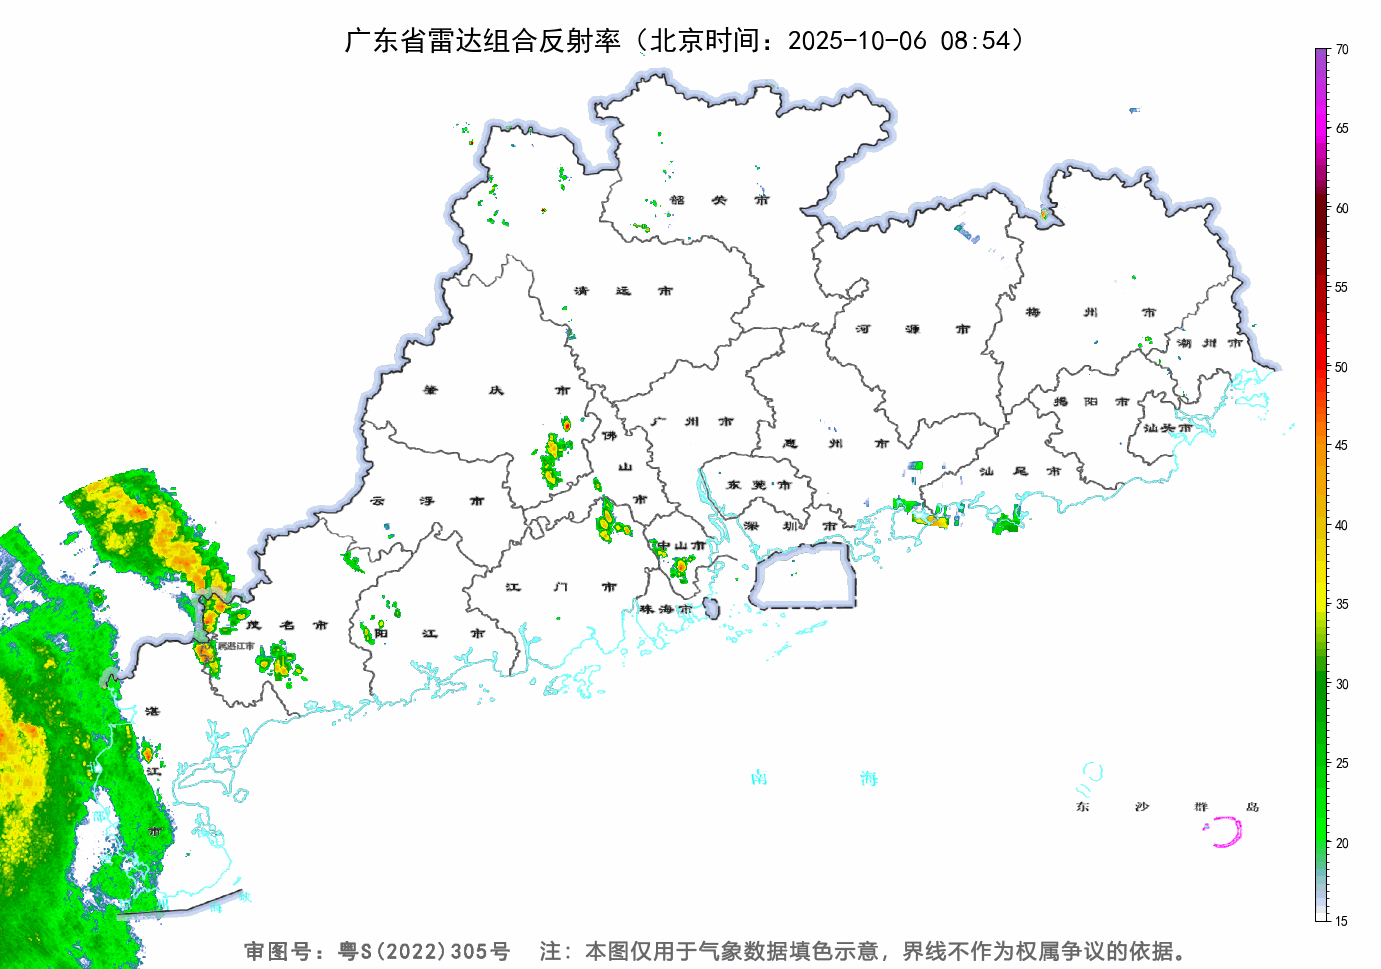 广东省雷达组合反射率（北京时间：2025-10-06 08:54）
70
65
60
55
50
45
40
35
30
25
20
15
韶关市
清远市
河源市
梅州市
潮州市
肇庆市
广州市
佛山市
惠州市
揭阳市
汕头市
汕尾市
云浮市
东莞市
深圳市
中山市
江门市
珠海市
茂名市
阳江市
属湛江市
湛江市
南海
东沙群岛
审图号：粤S(2022)305号 注：本图仅用于气象数据填色示意，界线不作为权属争议的依据。